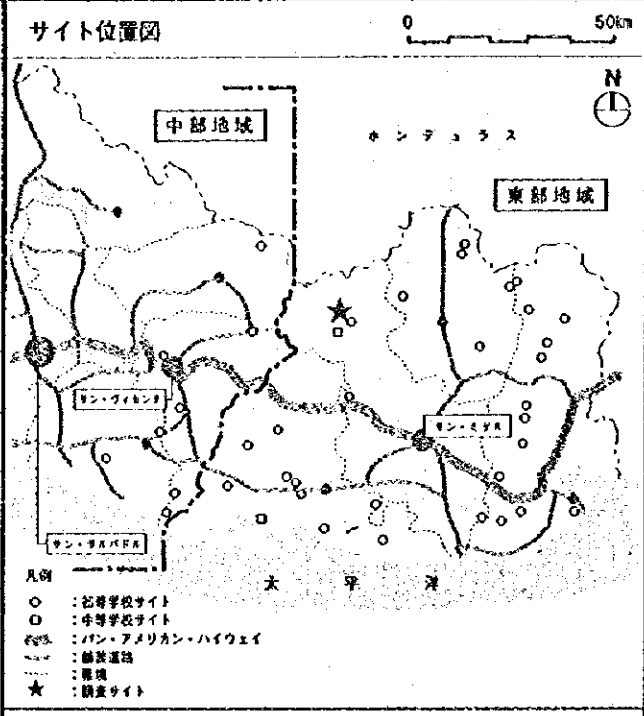 サイト位置図
0 50km
N
中部地域
ホンデュラス
東部地域
サン・ヴィセンテ
サン・ミゲル
サン・サルバドル
太平洋
凡例
：初等学校サイト
：中等学校サイト
：パン・アメリカン・ハイウェイ
：舗装道路
：県境
：調査サイト